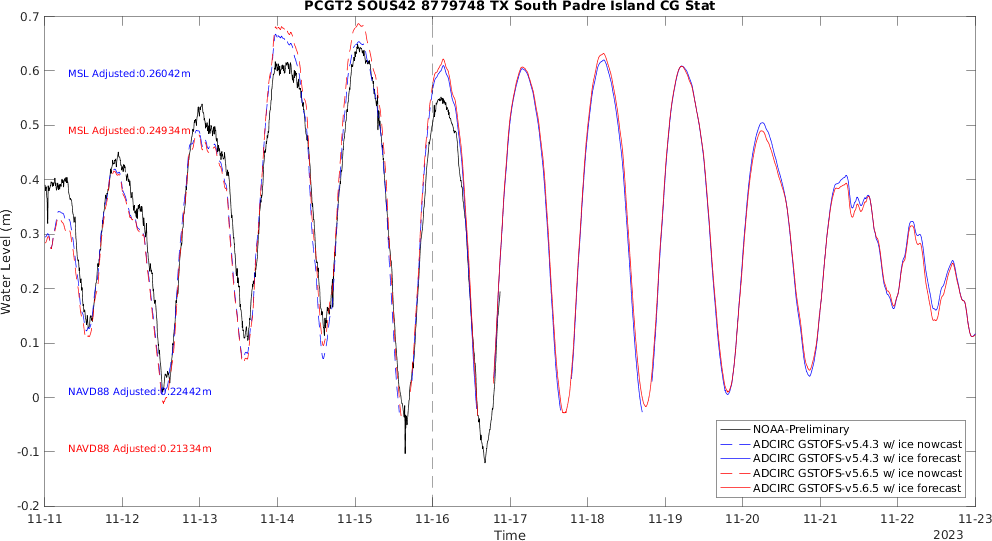 PCGT2 SOUS42 8779748 TX South Padre Island CG Stat
Water Level (m)
0.7
0.6
0.5
0.4
0.3
0.2
0.1
0
-0.1
-0.2
MSL Adjusted:0.26042m
MSL Adjusted:0.24934m
NAVD88 Adjusted:0.22442m
NAVD88 Adjusted:0.21334m
NOAA-Preliminary
ADCIRC GSTOFS-v5.4.3 w/ ice nowcast
ADCIRC GSTOFS-v5.4.3 w/ ice forecast
ADCIRC GSTOFS-v5.6.5 w/ ice nowcast
ADCIRC GSTOFS-v5.6.5 w/ ice forecast
11-11 11-12 11-13 11-14 11-15 11-16 11-17 11-18 11-19 11-20 11-21 11-22 11-23
Time
2023